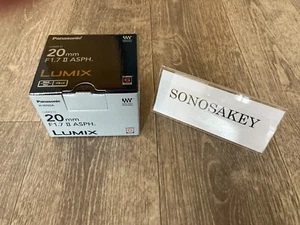 Panasonic
20mm
F1.7 II ASPH.
LUMIX
Panasonic
20mm
F1.7 II ASPH.
LUMIX
SONOSAKEY